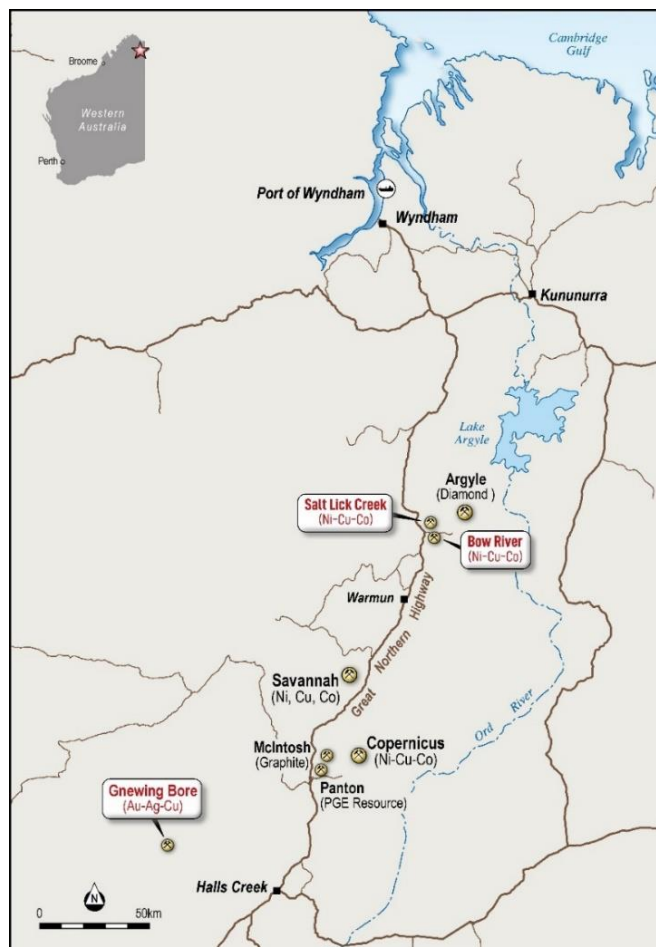 Broome
Western
Australia
Perth
Cambridge
Gulf
Port of Wyndham
Wyndham
Kununurra
Lake
Argyle
Argyle
(Diamond )
Salt Lick Creek
(Ni-Cu-Co)
Bow River
(Ni-Cu-Co)
Warmun
Great Northern Highway
Savannah
(Ni, Cu, Co)
Ord River
McIntosh
(Graphite)
Copernicus
(Ni-Cu-Co)
Panton
(PGE Resource)
Gnewing Bore
(Au-Ag-Cu)
Halls Creek
N
0 50km